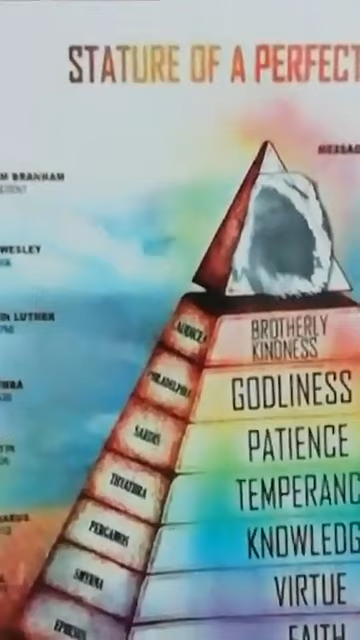 STATURE OF A PERFECT
MESSAG
M BRANHAM
WESLEY
LUTHER
BROTHERLY
KINDNESS
GODLINESS
PATIENCE
TEMPERANC
KNOWLEDG
VIRTUE
FAITH
PHILADELPHIA
SARDIS
THYATIRA
PERGAMOS
SMYRNA
EPHESUS